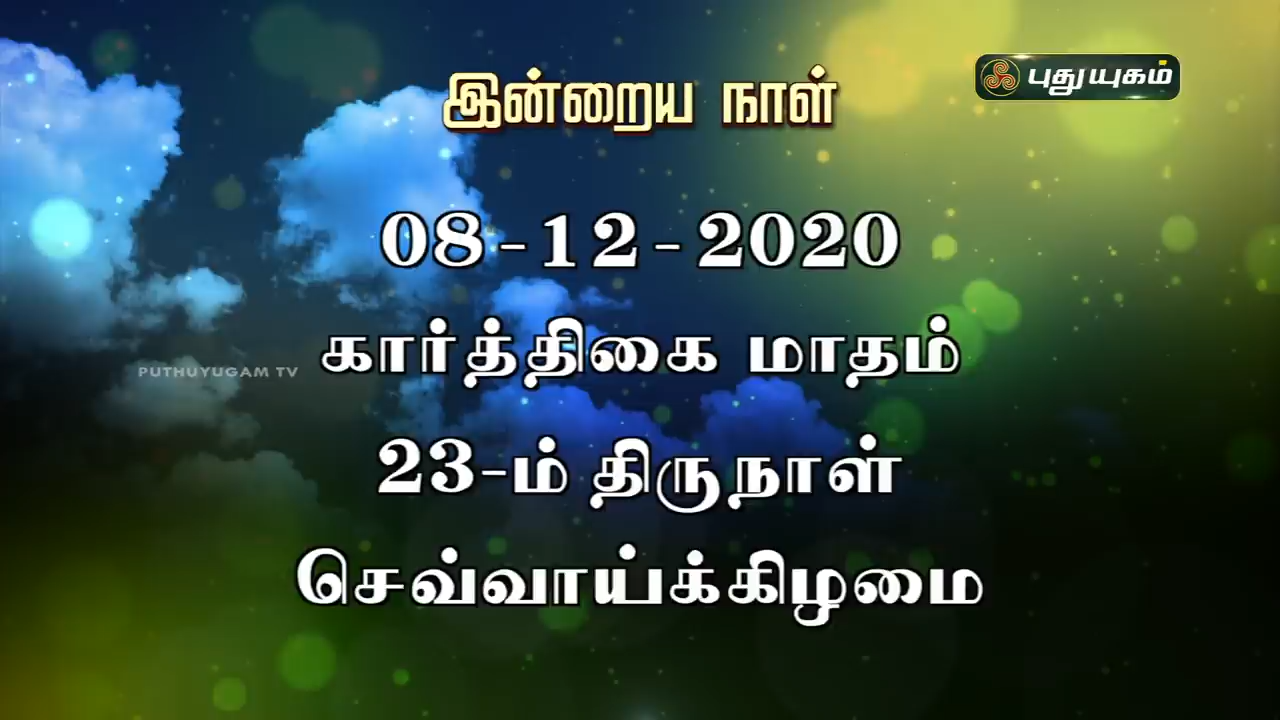 இன்றைய நாள்
புதுயுகம்
08-12-2020
கார்த்திகை மாதம்
PUTHUYUGAM TV
23-ம் திருநாள்
செவ்வாய்க்கிழமை